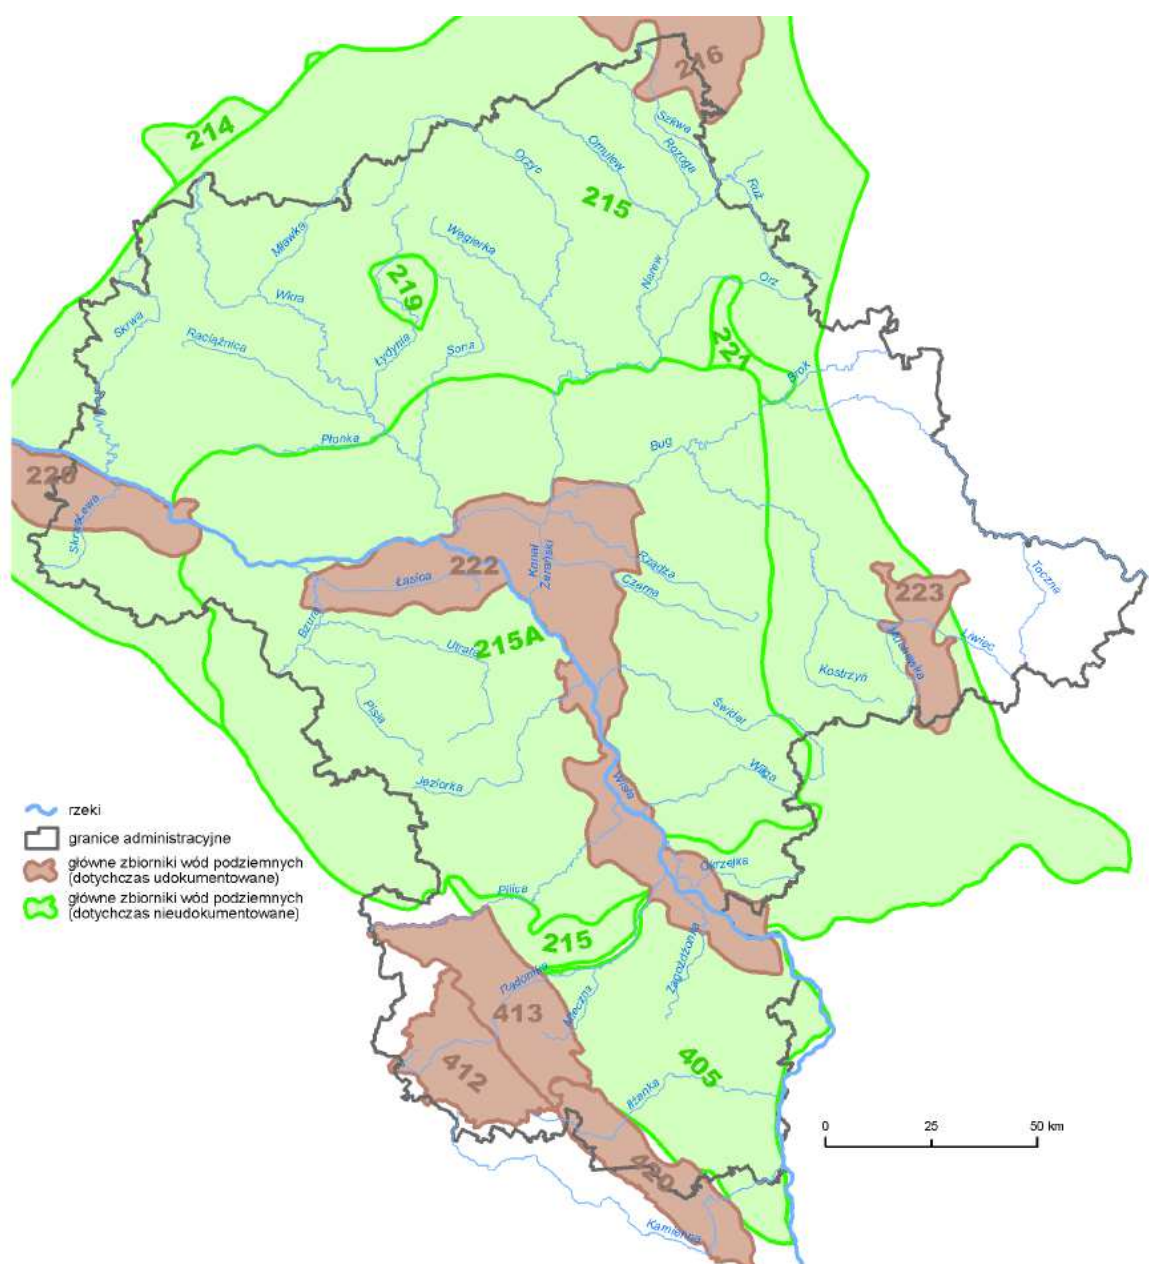 216
214
Szkwa
Rozoga
Omulew
Orzyc
Ruż
215
Mławka
Węgierka
Narew
Orz
219
Wkra
Skrwa
Raciążnica
Łydynia
Sona
221
Brok
Płonka
Bug
220
Skrwa Lewa
222
Kanał
Żerański
Łasica
Rządza
Czarna
223
Toczna
Bzura
Utrata
215A
Liwiec
Muchawka
Kostrzyń
Pisia
Świder
Jeziorka
Wilga
Wisła
rzeki
granice administracyjne
główne zbiorniki wód podziemnych
(dotychczas udokumentowane)
główne zbiorniki wód podziemnych
(dotychczas nieudokumentowane)
Okrzejka
Pilica
215
Zagożdżonka
Radomka
Mleczna
413
412
405
Iłżanka
0 25 50 km
420
Kamienna